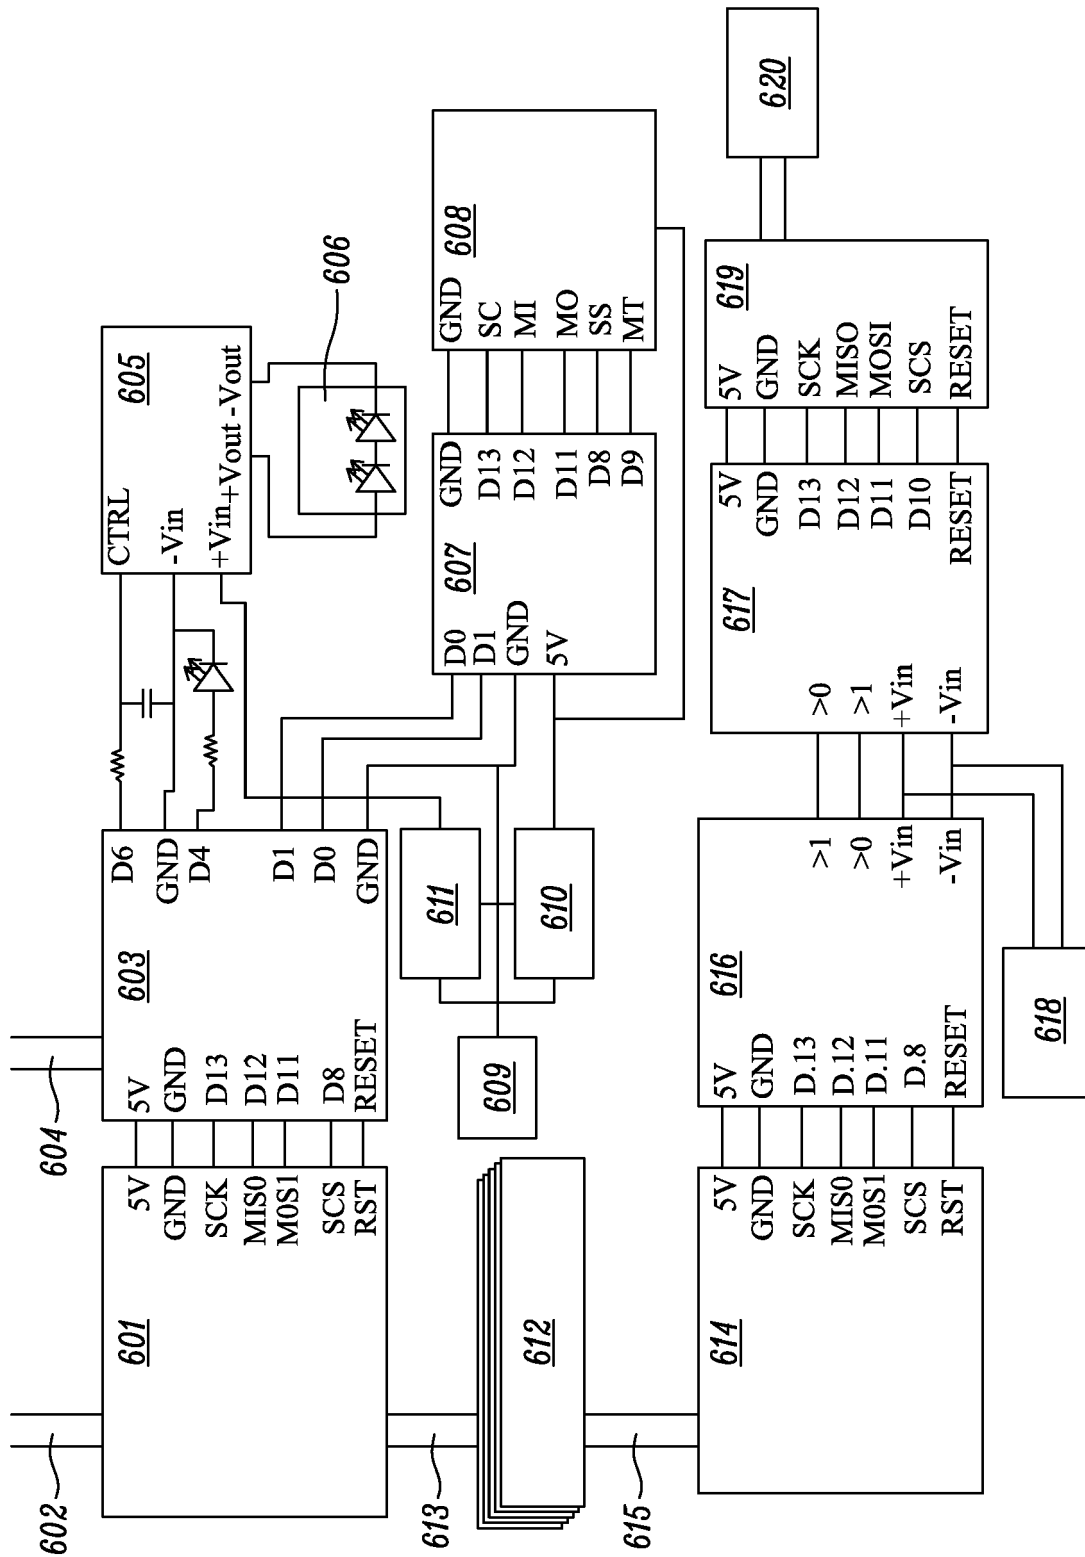 602
601
5V
GND
SCK
MIS0
M0S1
SCS
RST
604
603
5V
GND
D13
D12
D11
D8
RESET
D6
GND
D4
D1
D0
GND
605
CTRL
-Vin
+Vin
+Vout
-Vout
606
613
612
609
611
610
607
D0
D1
GND
5V
GND
D13
D12
D11
D8
D9
608
GND
SC
MI
MO
SS
MT
615
614
5V
GND
SCK
MIS0
M0S1
SCS
RST
616
5V
GND
D.13
D.12
D.11
D.8
RESET
>1
>0
+Vin
-Vin
618
617
>0
>1
+Vin
-Vin
5V
GND
D13
D12
D11
D10
RESET
619
5V
GND
SCK
MISO
MOSI
SCS
RESET
620